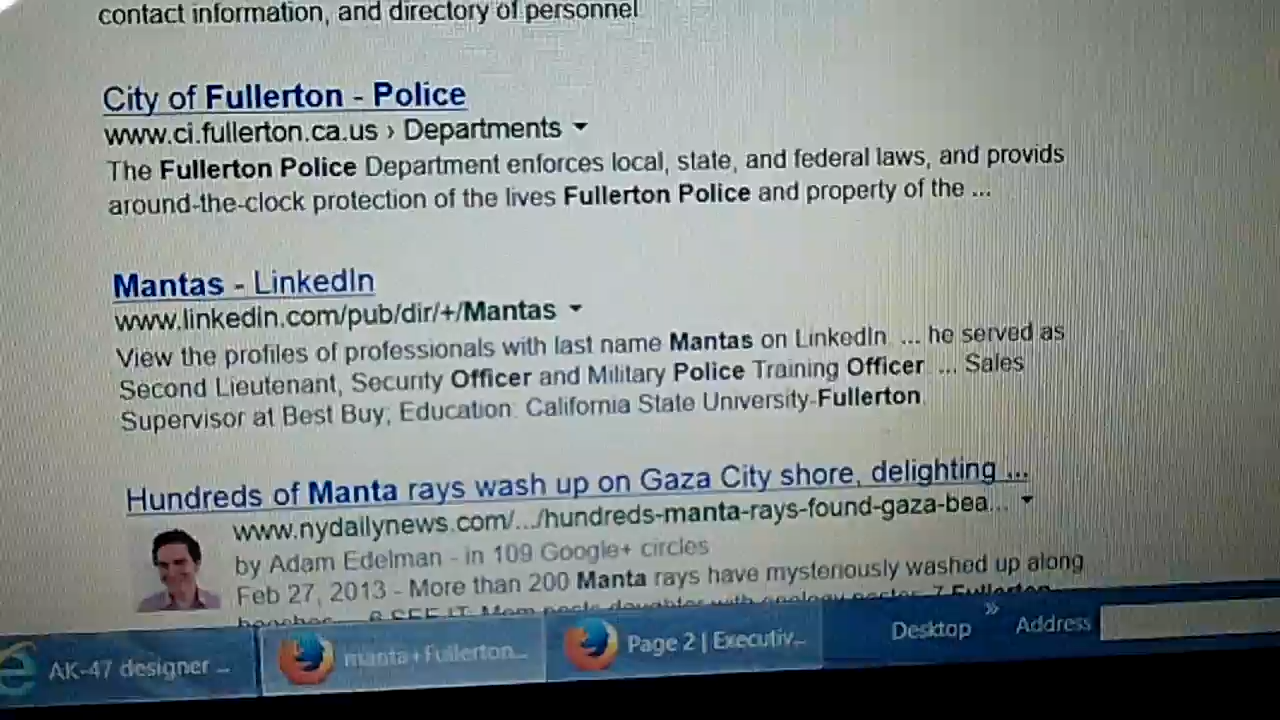 contact information, and directory of personnel
City of Fullerton - Police
www.ci.fullerton.ca.us › Departments
The Fullerton Police Department enforces local, state, and federal laws, and provids
around-the-clock protection of the lives Fullerton Police and property of the ...
Mantas - LinkedIn
www.linkedin.com/pub/dir/+/Mantas
View the profiles of professionals with last name Mantas on LinkedIn. ... he served as
Second Lieutenant, Security Officer and Military Police Training Officer. ... Sales
Supervisor at Best Buy; Education: California State University-Fullerton.
Hundreds of Manta rays wash up on Gaza City shore, delighting ...
www.nydailynews.com/.../hundreds-manta-rays-found-gaza-bea...
by Adam Edelman - in 109 Google+ circles
Feb 27, 2013 - More than 200 Manta rays have mysteriously washed up along
6 SEE IT: Mom 7 Fullerton
AK-47 designer ...
manta+Fullerton...
Page 2 | Executiv...
Desktop
»
Address